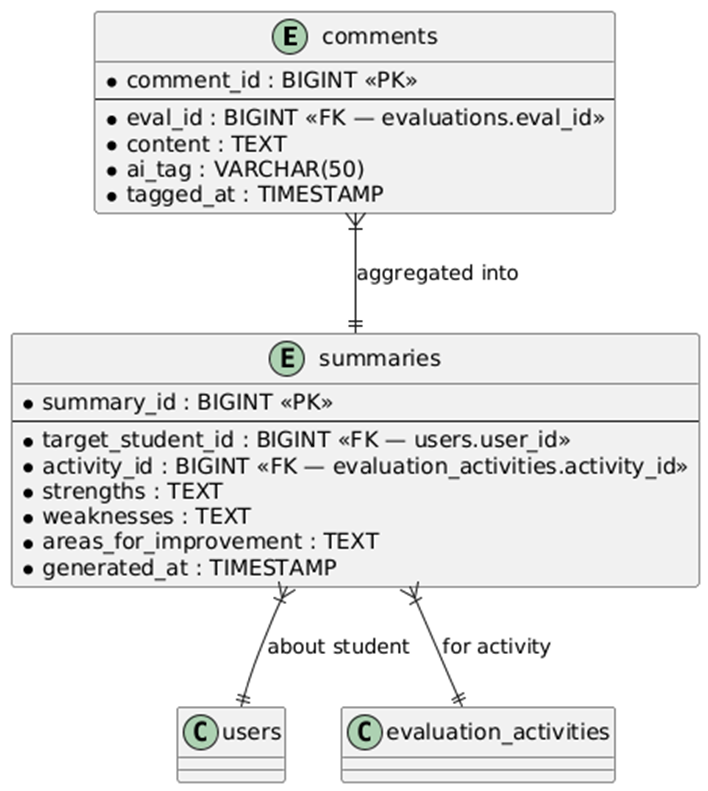 E comments
• comment_id : BIGINT «PK»
• eval_id : BIGINT «FK — evaluations.eval_id»
• content : TEXT
• ai_tag : VARCHAR(50)
• tagged_at : TIMESTAMP
aggregated into
E summaries
• summary_id : BIGINT «PK»
• target_student_id : BIGINT «FK — users.user_id»
• activity_id : BIGINT «FK — evaluation_activities.activity_id»
• strengths : TEXT
• weaknesses : TEXT
• areas_for_improvement : TEXT
• generated_at : TIMESTAMP
about student
for activity
C users
C evaluation_activities